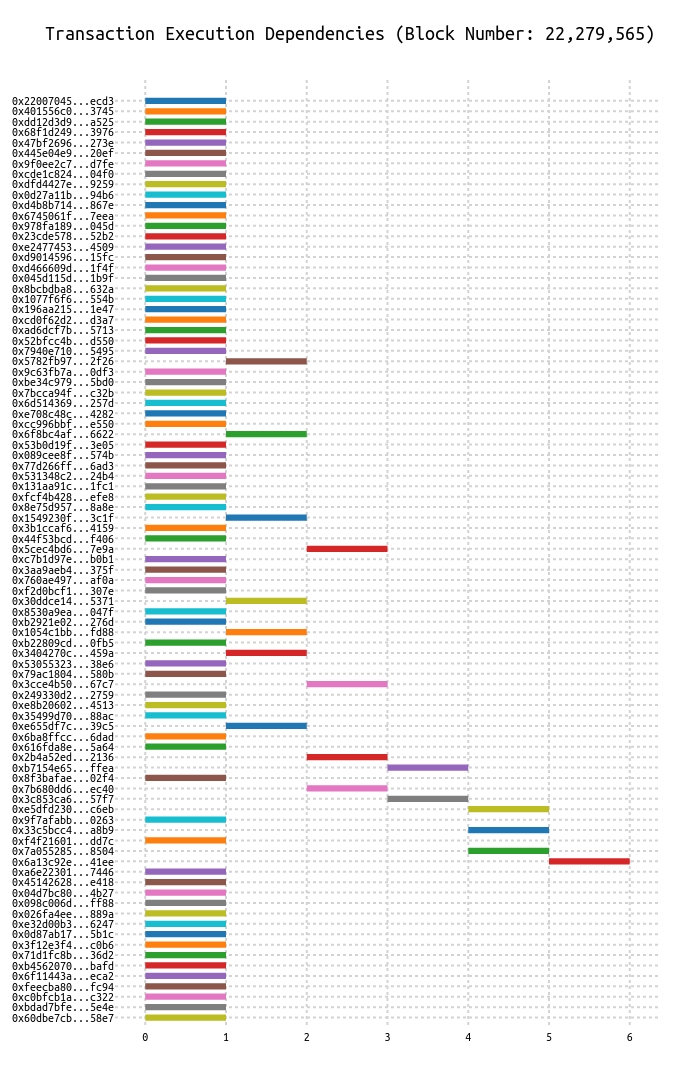 Transaction Execution Dependencies (Block Number: 22,279,565)
0x22007045...ecd3
0x401556c0...3745
0xdd12d3d9...a525
0x68f1d249...3976
0x47bf2696...273e
0x445e04e9...20ef
0x9f0ee2c7...d7fe
0xcde1c824...04f0
0xdfd4427e...9259
0x0d27a11b...94b6
0xd4b8b714...867e
0x6745061f...7eea
0x978fa189...045d
0x23cde578...52b2
0xe2477453...4509
0xd9014596...15fc
0xd466609d...1f4f
0x045d115d...1b9f
0x8bcbdba8...632a
0x1077f6f6...554b
0x196aa215...1e47
0xcd0f62d2...d3a7
0xad6dcf7b...5713
0x52bfcc4b...d550
0x7940e710...5495
0x5782fb97...2f26
0x9c63fb7a...0df3
0xbe34c979...5bd0
0x7bcca94f...c32b
0x6d514369...257d
0xe708c48c...4282
0xcc996bbf...e550
0x6f8bc4af...6622
0x53b0d19f...3e05
0x089cee8f...574b
0x77d266ff...6ad3
0x531348c2...24b4
0x131aa91c...1fc1
0xfcf4b428...efe8
0x8e75d957...8a8e
0x1549230f...3c1f
0x3b1ccaf6...4159
0x44f53bcd...f406
0x5cec4bd6...7e9a
0xc7b1d97e...b0b1
0x3aa9aeb4...375f
0x760ae497...af0a
0xf2d0bcf1...307e
0x30ddce14...5371
0x8530a9ea...047f
0xb2921e02...276d
0x1054c1bb...fd88
0xb22809cd...0fb5
0x3404270c...459a
0x53055323...38e6
0x79ac1804...580b
0x3cce4b50...67c7
0x249330d2...2759
0xe8b20602...4513
0x35499d70...88ac
0xe655df7c...39c5
0x6ba8ffcc...6dad
0x616fda8e...5a64
0x2b4a52ed...2136
0xb7154e65...ffea
0x8f3bafae...02f4
0x7b680dd6...ec40
0x3c853ca6...57f7
0xe5dfd230...c6eb
0x9f7afabb...0263
0x33c5bcc4...a8b9
0xf4f21601...dd7c
0x7a055285...8504
0x6a13c92e...41ee
0xa6e22301...7446
0x45142628...e418
0x04d7bc80...4b27
0x098c006d...ff88
0x026fa4ee...889a
0xe32d00b3...6247
0x0d87ab17...5b1c
0x3f12e3f4...c0b6
0x71d1fc8b...36d2
0xb4562070...bafd
0x6f11443a...eca2
0xfeecba80...fc94
0xc0bfcb1a...c322
0xbdad7bfe...5e4e
0x60dbe7cb...58e7
0 1 2 3 4 5 6